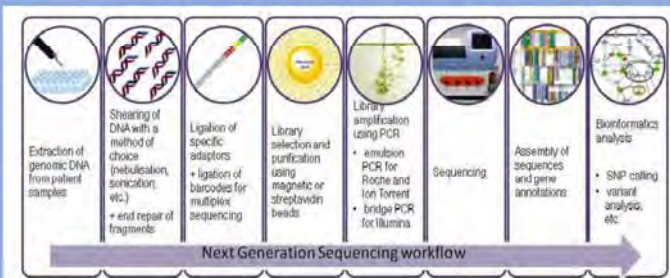 Extraction of
genomic DNA
from patient
samples
Shearing of
DNA with a
method of
choice
(nebulisation,
sonication,
etc.)
+ end repair of
fragments
Ligation of
specific
adaptors
+ ligation of
barcodes for
multiplex
sequencing
Library
selection and
purification
using
magnetic or
streptavidin
beads
Library
amplification
using PCR
• emulsion
PCR for
Roche and
Ion Torrent
• bridge PCR
for Illumina
Sequencing
Assembly of
sequences and
gene
annotations
Bioinformatics
analysis
• SNP calling
• variant
analysis,
etc
Next Generation Sequencing workflow